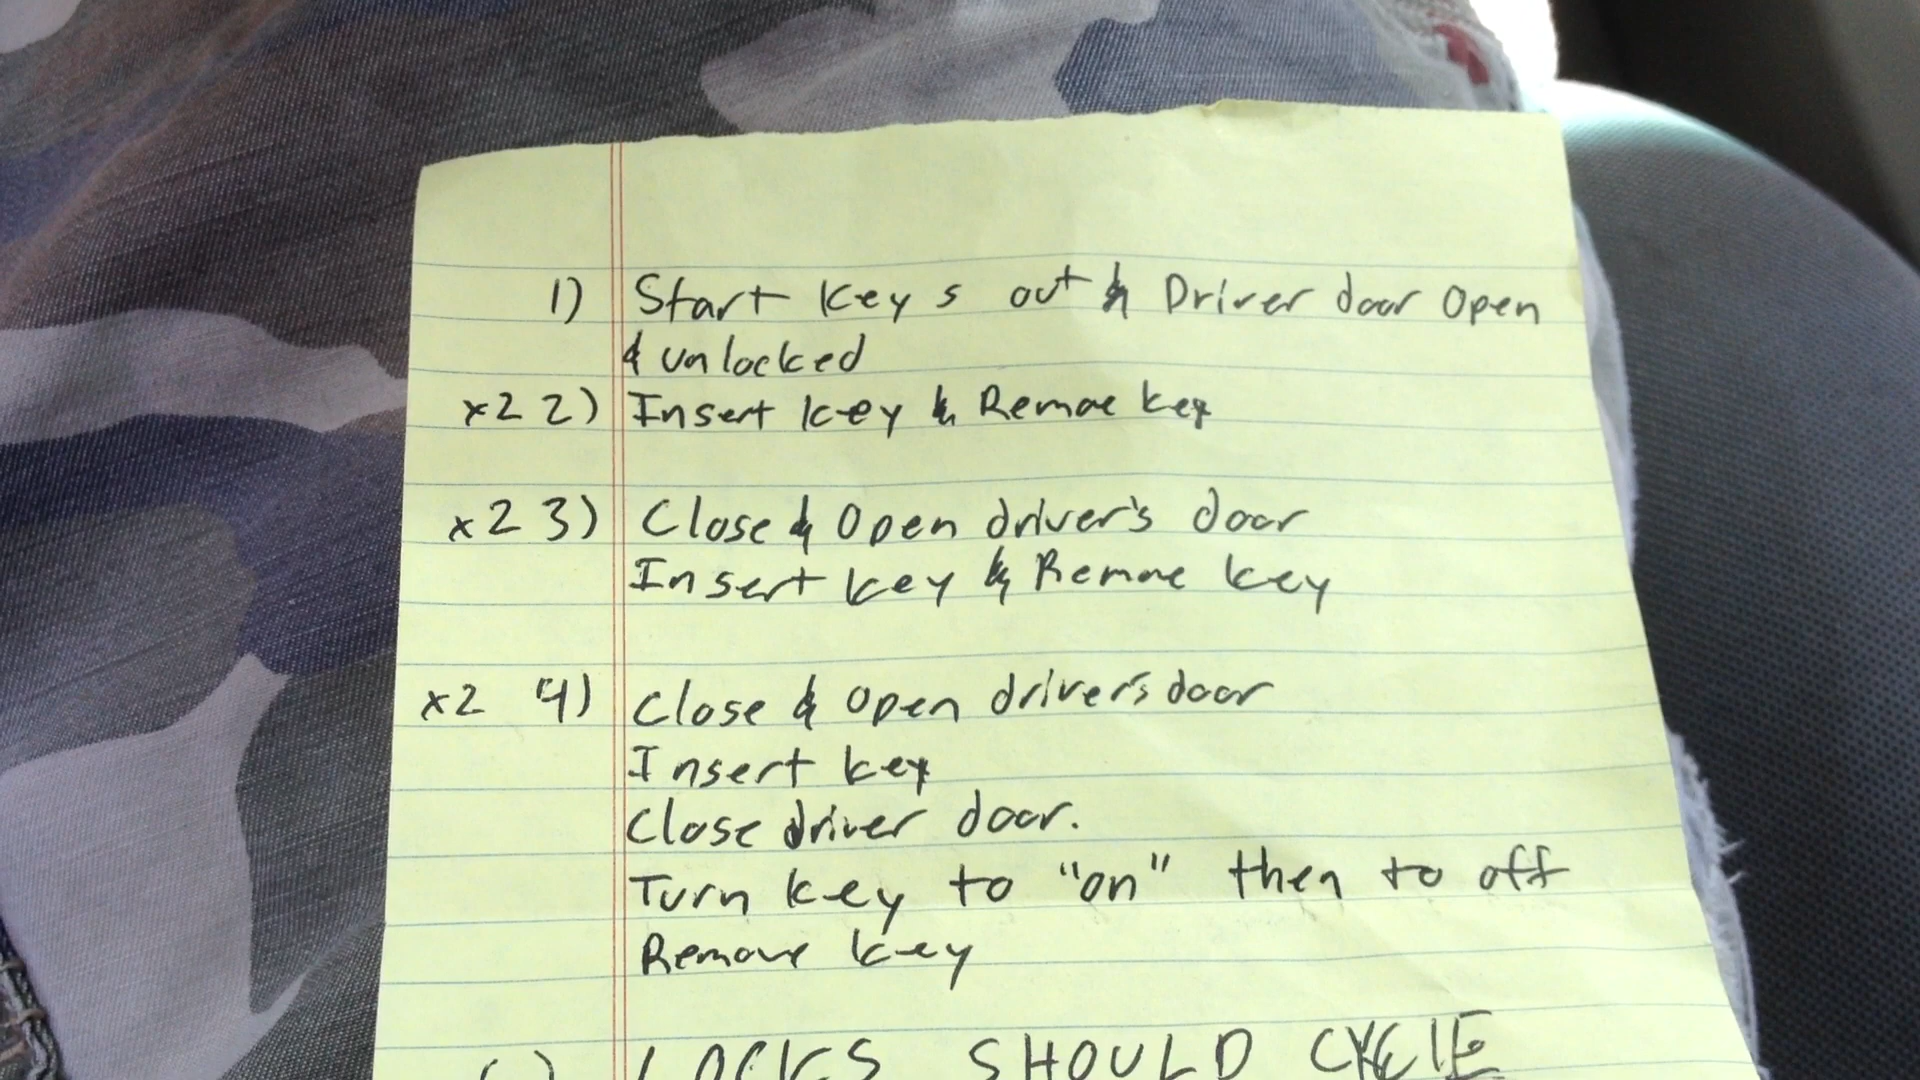 1) Start Keys out & Driver door Open
& unlocked
x2 2) Insert key & Remove key
x2 3) Close & Open driver's door
Insert key & Remove key
x2 4) Close & Open driver's door
Insert key
Close driver door.
Turn key to "on" then to off
Remove key
LOCKS SHOULD CYCLE